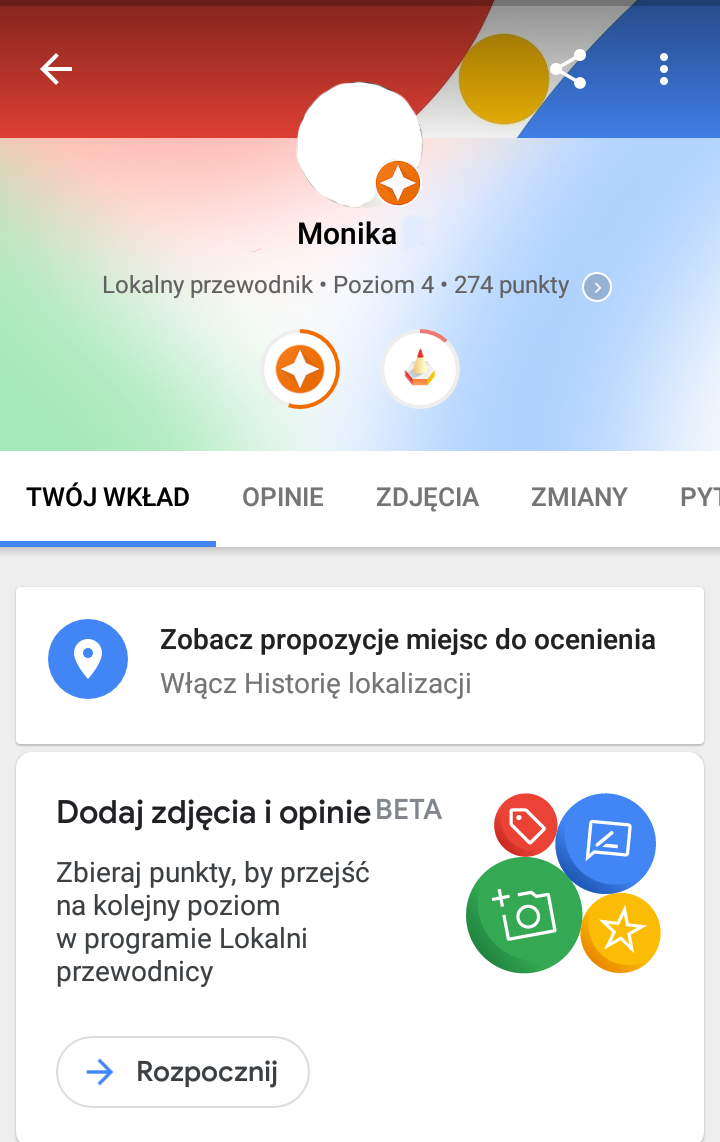 Monika
Lokalny przewodnik • Poziom 4 • 274 punkty
TWÓJ WKŁAD OPINIE ZDJĘCIA ZMIANY PYT
Zobacz propozycje miejsc do ocenienia
Włącz Historię lokalizacji
Dodaj zdjęcia i opinie BETA
Zbieraj punkty, by przejść
na kolejny poziom
w programie Lokalni
przewodnicy
Rozpocznij